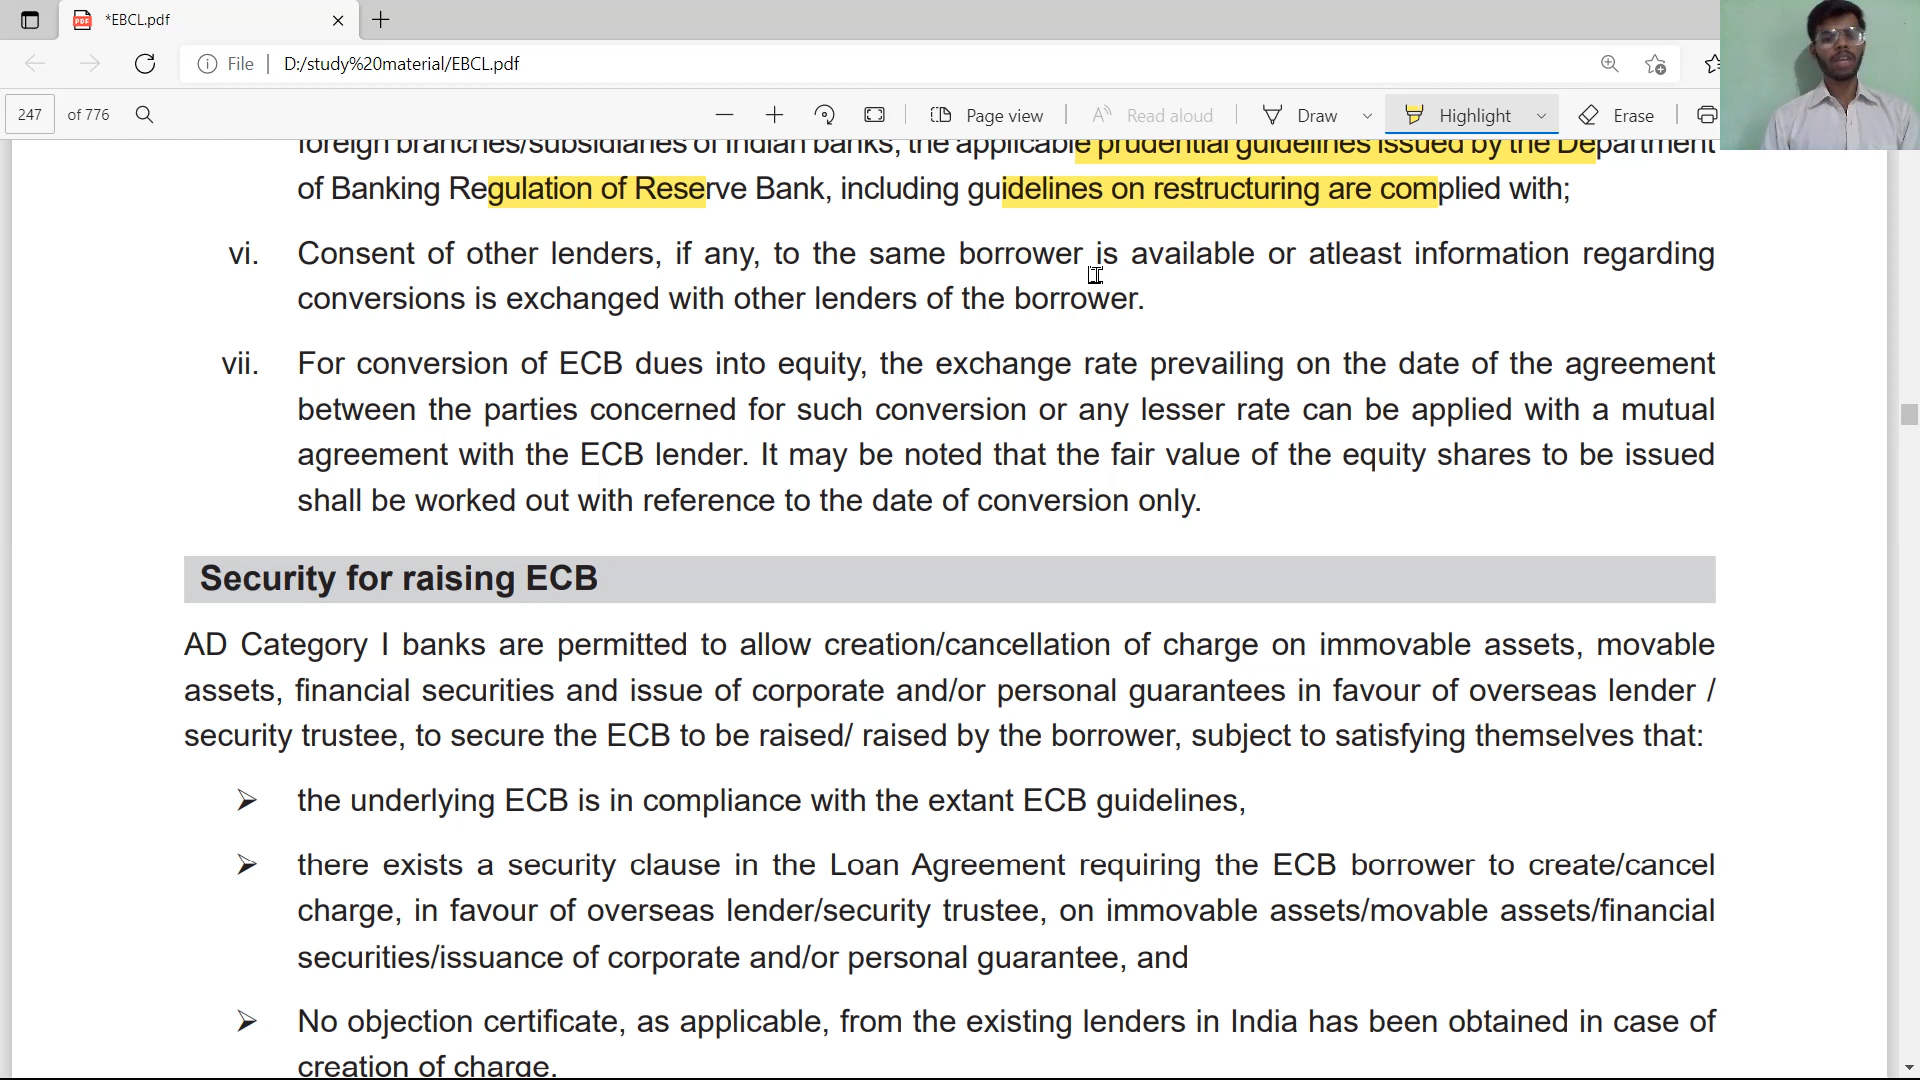 *EBCL.pdf
File
D:/study%20material/EBCL.pdf
247 of 776
Page view
Read aloud
Draw
Highlight
Erase
foreign branches/subsidiaries of Indian banks, the applicable prudential guidelines issued by the Department
of Banking Regulation of Reserve Bank, including guidelines on restructuring are complied with;
vi. Consent of other lenders, if any, to the same borrower is available or atleast information regarding
conversions is exchanged with other lenders of the borrower.
vii. For conversion of ECB dues into equity, the exchange rate prevailing on the date of the agreement
between the parties concerned for such conversion or any lesser rate can be applied with a mutual
agreement with the ECB lender. It may be noted that the fair value of the equity shares to be issued
shall be worked out with reference to the date of conversion only.
Security for raising ECB
AD Category I banks are permitted to allow creation/cancellation of charge on immovable assets, movable
assets, financial securities and issue of corporate and/or personal guarantees in favour of overseas lender /
security trustee, to secure the ECB to be raised/ raised by the borrower, subject to satisfying themselves that:
➢ the underlying ECB is in compliance with the extant ECB guidelines,
➢ there exists a security clause in the Loan Agreement requiring the ECB borrower to create/cancel
charge, in favour of overseas lender/security trustee, on immovable assets/movable assets/financial
securities/issuance of corporate and/or personal guarantee, and
➢ No objection certificate, as applicable, from the existing lenders in India has been obtained in case of
creation of charge.